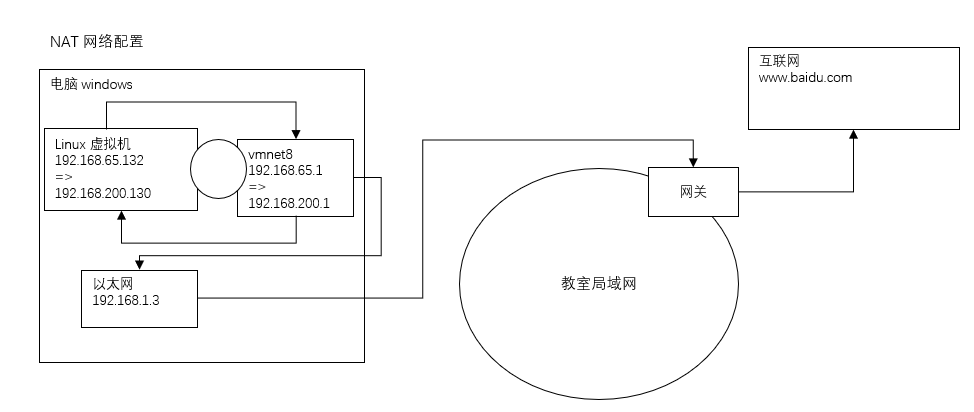 NAT 网络配置
电脑 windows
Linux 虚拟机
192.168.65.132
=>
192.168.200.130
vmnet8
192.168.65.1
=>
192.168.200.1
以太网
192.168.1.3
网关
教室局域网
互联网
www.baidu.com